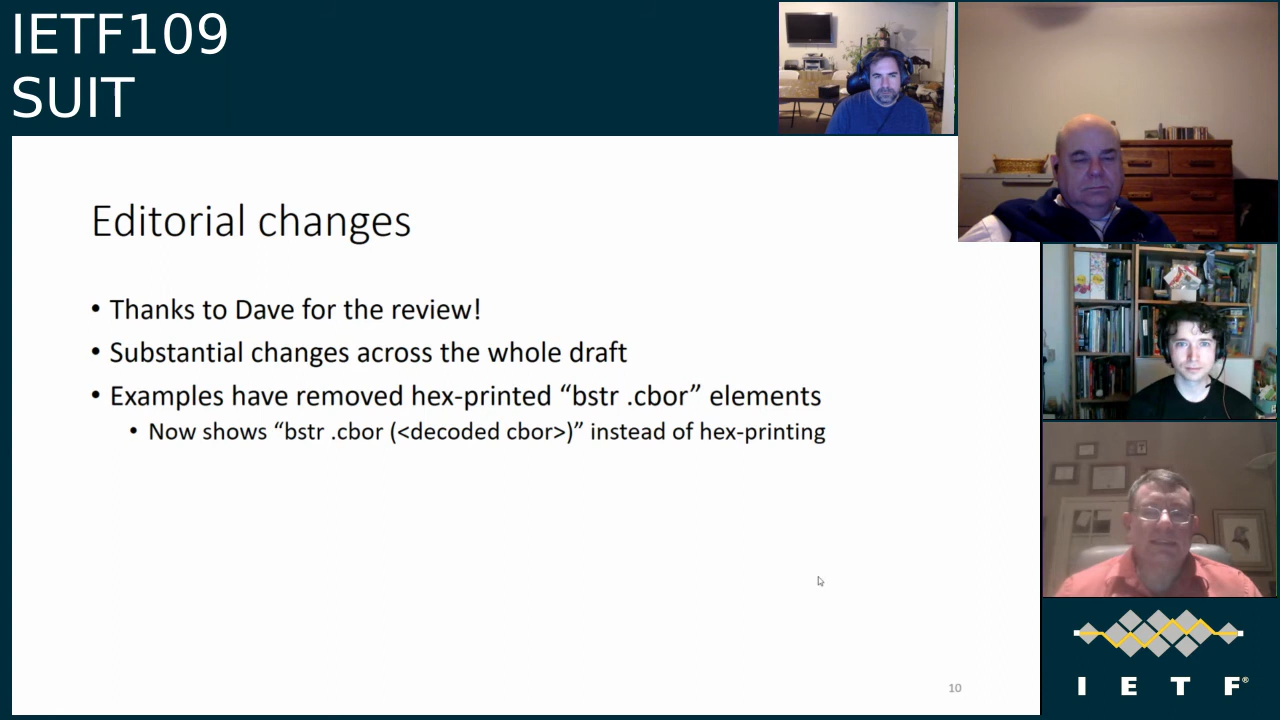 IETF109
SUIT
Editorial changes
• Thanks to Dave for the review!
• Substantial changes across the whole draft
• Examples have removed hex-printed “bstr .cbor” elements
• Now shows “bstr .cbor (<decoded cbor>)” instead of hex-printing
10
I E T F®